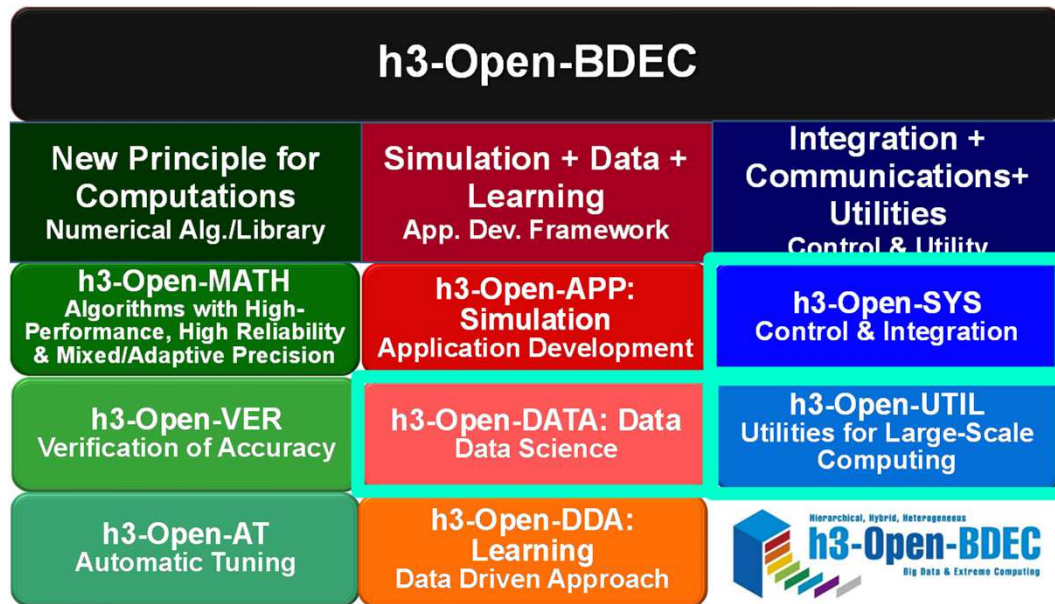 h3-Open-BDEC
New Principle for
Computations
Numerical Alg./Library
Simulation + Data +
Learning
App. Dev. Framework
Integration +
Communications+
Utilities
Control & Utility
h3-Open-MATH
Algorithms with High-
Performance, High Reliability
& Mixed/Adaptive Precision
h3-Open-APP:
Simulation
Application Development
h3-Open-SYS
Control & Integration
h3-Open-VER
Verification of Accuracy
h3-Open-DATA: Data
Data Science
h3-Open-UTIL
Utilities for Large-Scale
Computing
h3-Open-AT
Automatic Tuning
h3-Open-DDA:
Learning
Data Driven Approach
Hierarchical, Hybrid, Heterogeneous
h3-Open-BDEC
Big Data & Extreme Computing